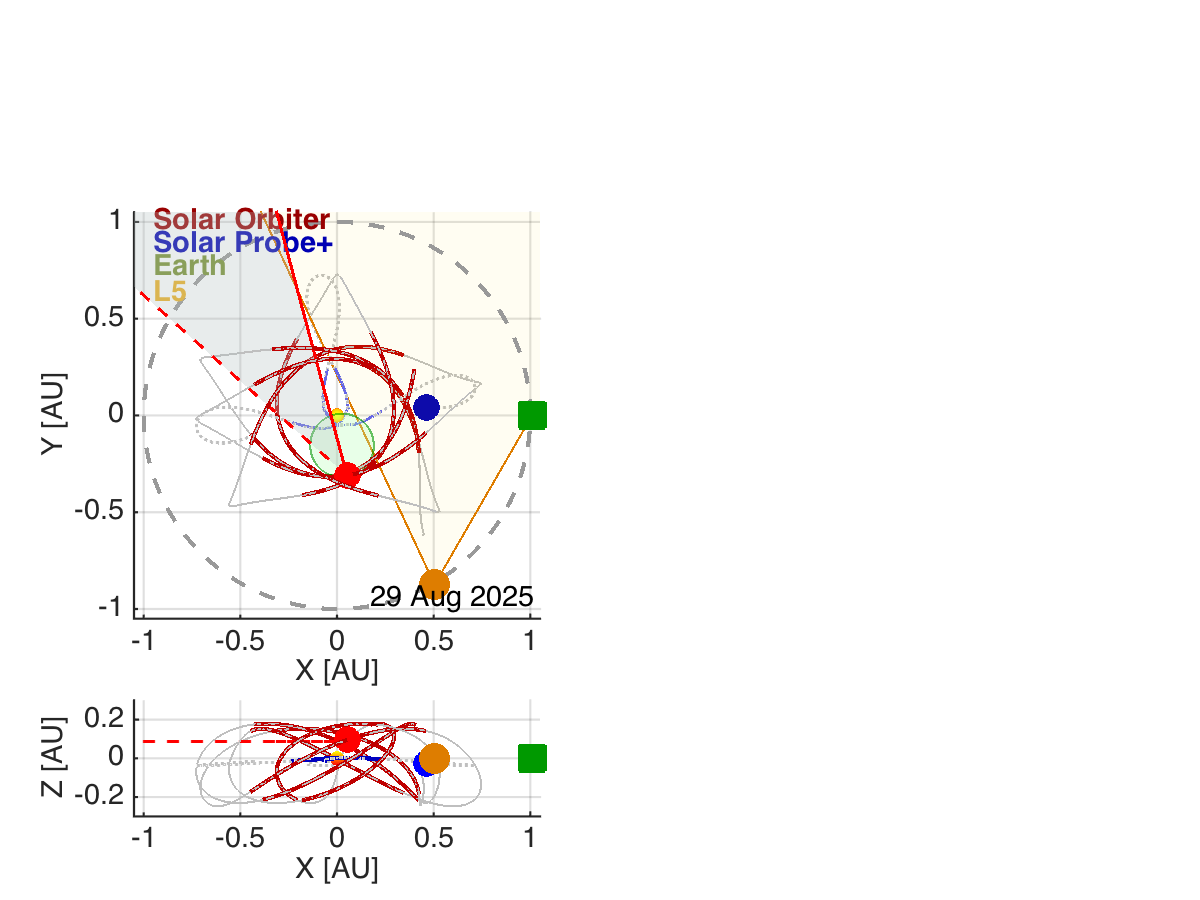 1
Solar Orbiter
Solar Probe+
Earth
L5
0.5
0
-0.5
-1
Y [AU]
29 Aug 2025
-1 -0.5 0 0.5 1
X [AU]
0.2
0
-0.2
Z [AU]
-1 -0.5 0 0.5 1
X [AU]